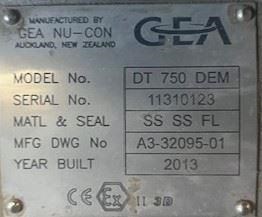 MANUFACTURED BY
GEA NU-CON
AUCKLAND, NEW ZEALAND
GEA
MODEL No. DT 750 DEM
SERIAL No. 11310123
MATL & SEAL SS SS FL
MFG DWG No A3-32095-01
YEAR BUILT 2013
CE Ex II 3D